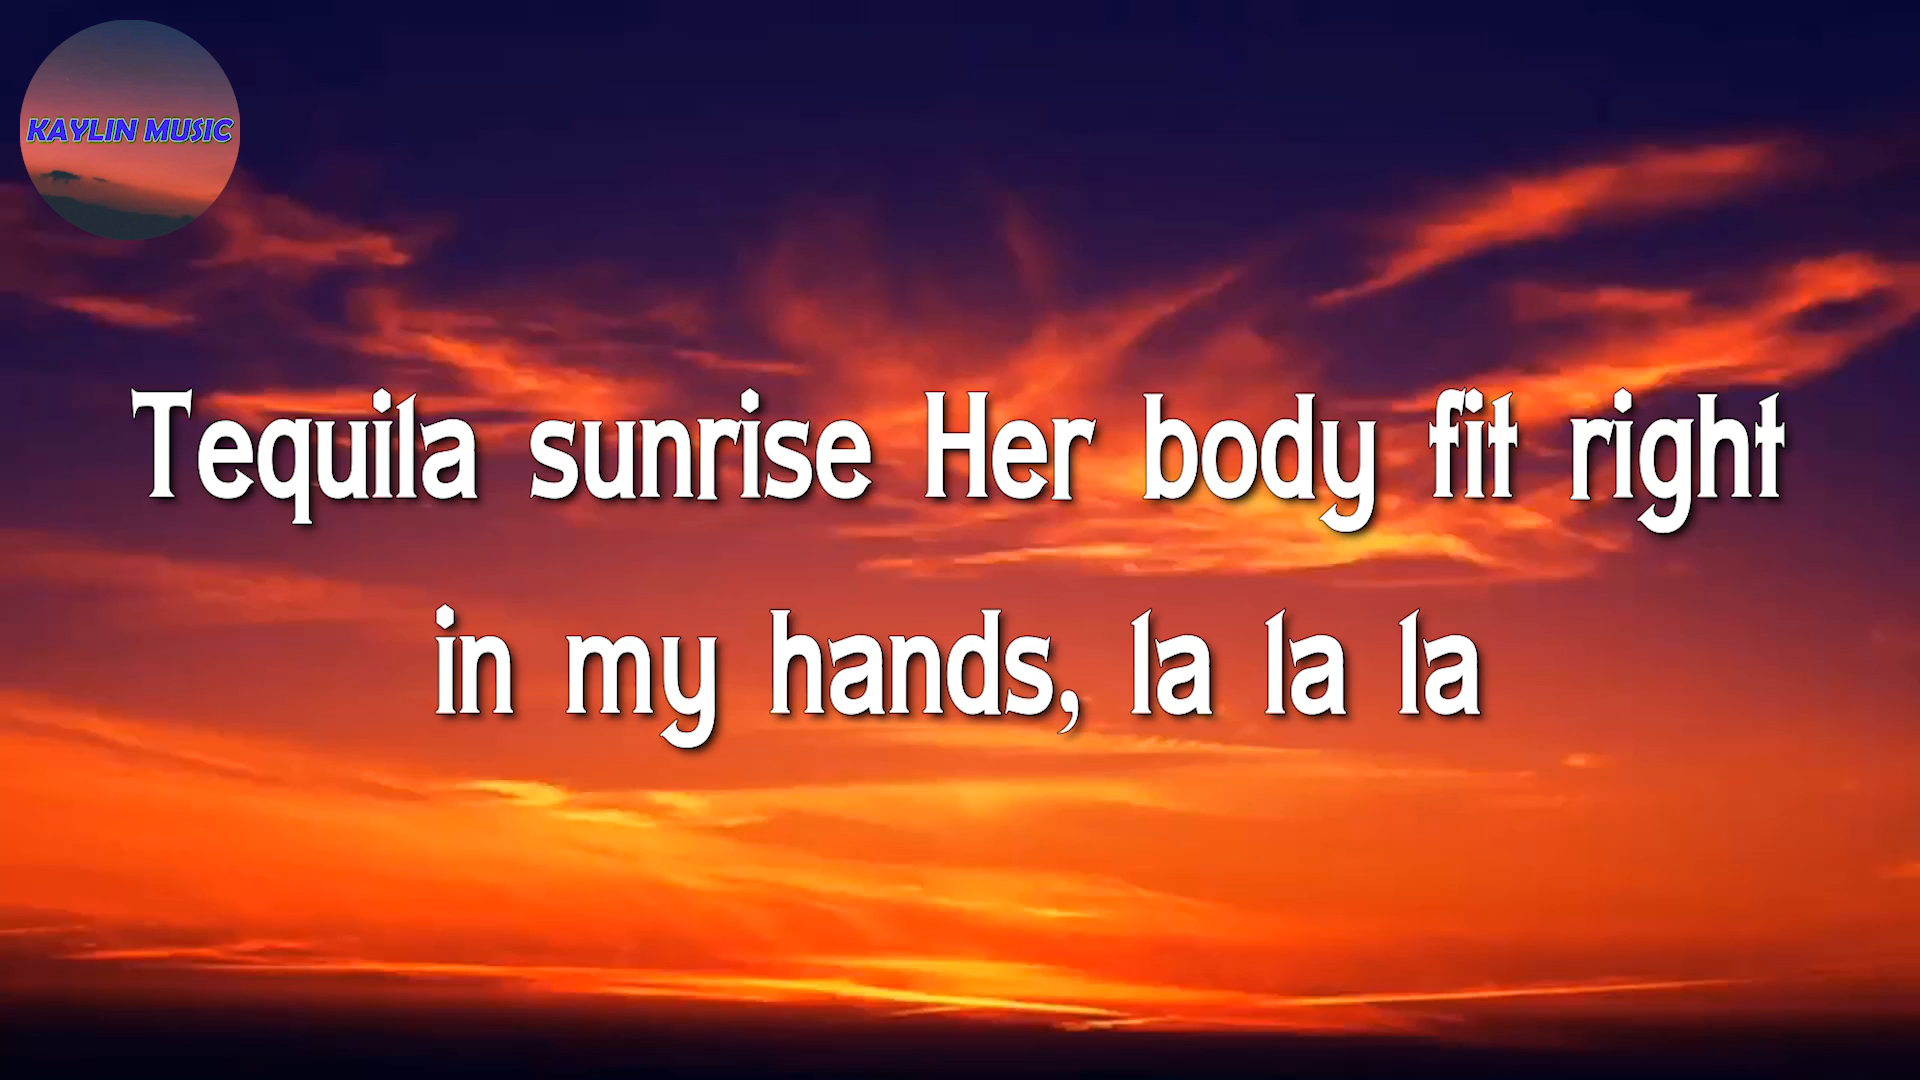 KAYLIN MUSIC
Tequila sunrise Her body fit right
in my hands, la la la